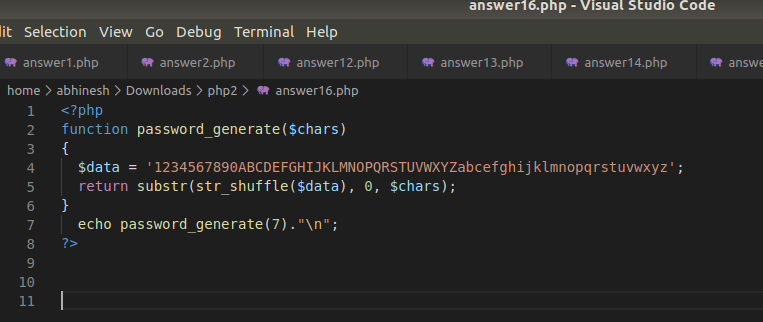 answer16.php - Visual Studio Code
it Selection View Go Debug Terminal Help
answer1.php answer2.php answer12.php answer13.php answer14.php answe
home > abhinesh > Downloads > php2 > answer16.php
1 <?php
2 function password_generate($chars)
3 {
4 $data = '1234567890ABCDEFGHIJKLMNOPQRSTUVWXYZabcefghijklmnopqrstuvwxyz';
5 return substr(str_shuffle($data), 0, $chars);
6 }
7 echo password_generate(7)."\n";
8 ?>
9
10
11